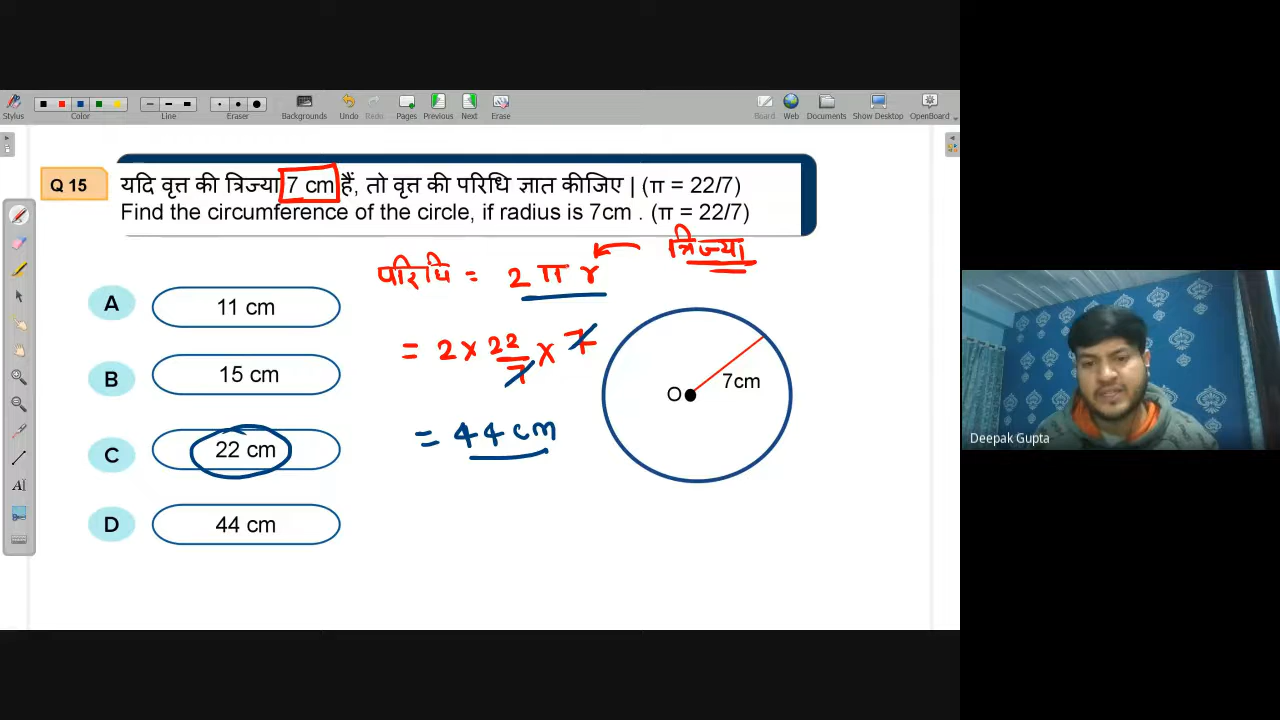 Stylus
Color
Line
Eraser
Backgrounds
Undo
Redo
Pages
Previous
Next
Erase
Board
Web
Documents
Show Desktop
OpenBoard
Q 15
यदि वृत्त की त्रिज्या 7 cm हैं, तो वृत्त की परिधि ज्ञात कीजिए | (π = 22/7)
Find the circumference of the circle, if radius is 7cm . (π = 22/7)
परिधि = 2 π r त्रिज्या
= 2 × 22/7 × 7
= 44 cm
A 11 cm
B 15 cm
C 22 cm
D 44 cm
O 7cm
AI
Deepak Gupta